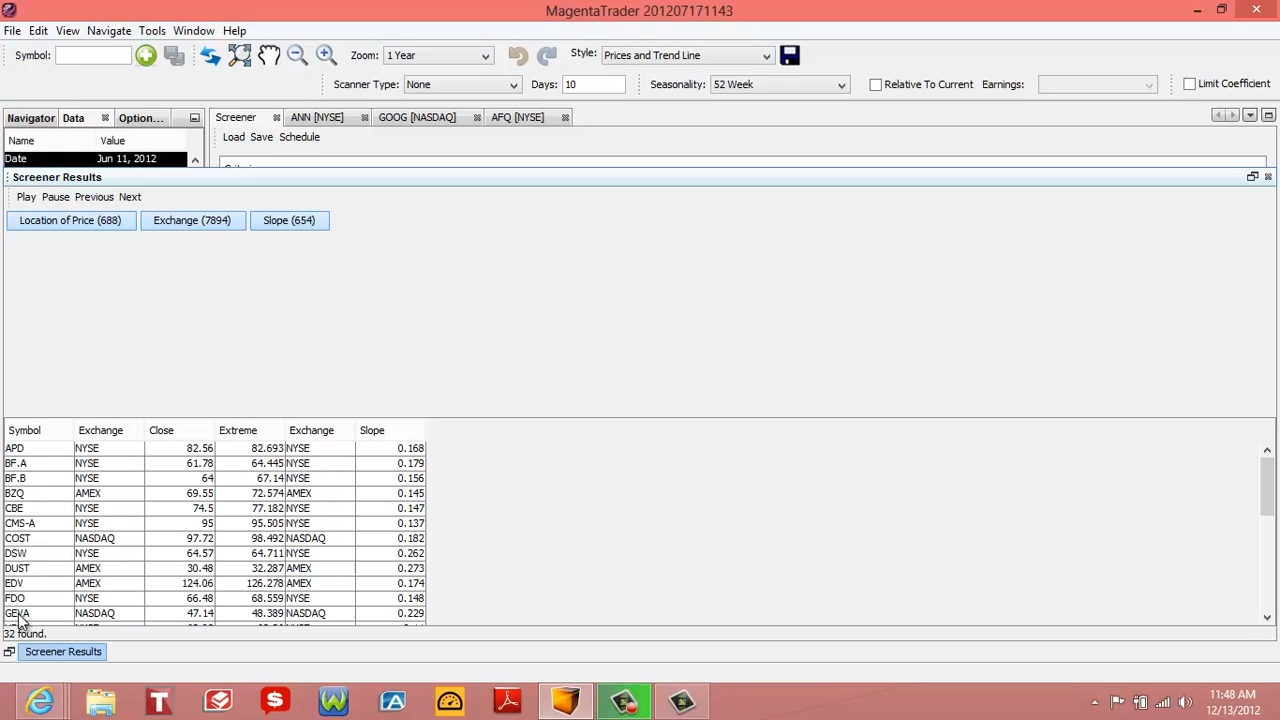 MagentaTrader 201207171143
File Edit View Navigate Tools Window Help
Symbol: Zoom: 1 Year Style: Prices and Trend Line
Scanner Type: None Days: 10 Seasonality: 52 Week Relative To Current Earnings: Limit Coefficient
Navigator Data Option... Screener ANN [NYSE] GOOG [NASDAQ] AFQ [NYSE]
Name Value Load Save Schedule
Date Jun 11, 2012
Screener Results
Play Pause Previous Next
Location of Price (688) Exchange (7894) Slope (654)
Symbol Exchange Close Extreme Exchange Slope
APD NYSE 82.56 82.693 NYSE 0.168
BF.A NYSE 61.78 64.445 NYSE 0.179
BF.B NYSE 64 67.14 NYSE 0.156
BZQ AMEX 69.55 72.574 AMEX 0.145
CBE NYSE 74.5 77.182 NYSE 0.147
CMS-A NYSE 95 95.505 NYSE 0.137
COST NASDAQ 97.72 98.492 NASDAQ 0.182
DSW NYSE 64.57 64.711 NYSE 0.262
DUST AMEX 30.48 32.287 AMEX 0.273
EDV AMEX 124.06 126.278 AMEX 0.174
FDO NYSE 66.48 68.559 NYSE 0.148
GEVA NASDAQ 47.14 48.389 NASDAQ 0.229
32 found.
Screener Results
11:48 AM
12/13/2012